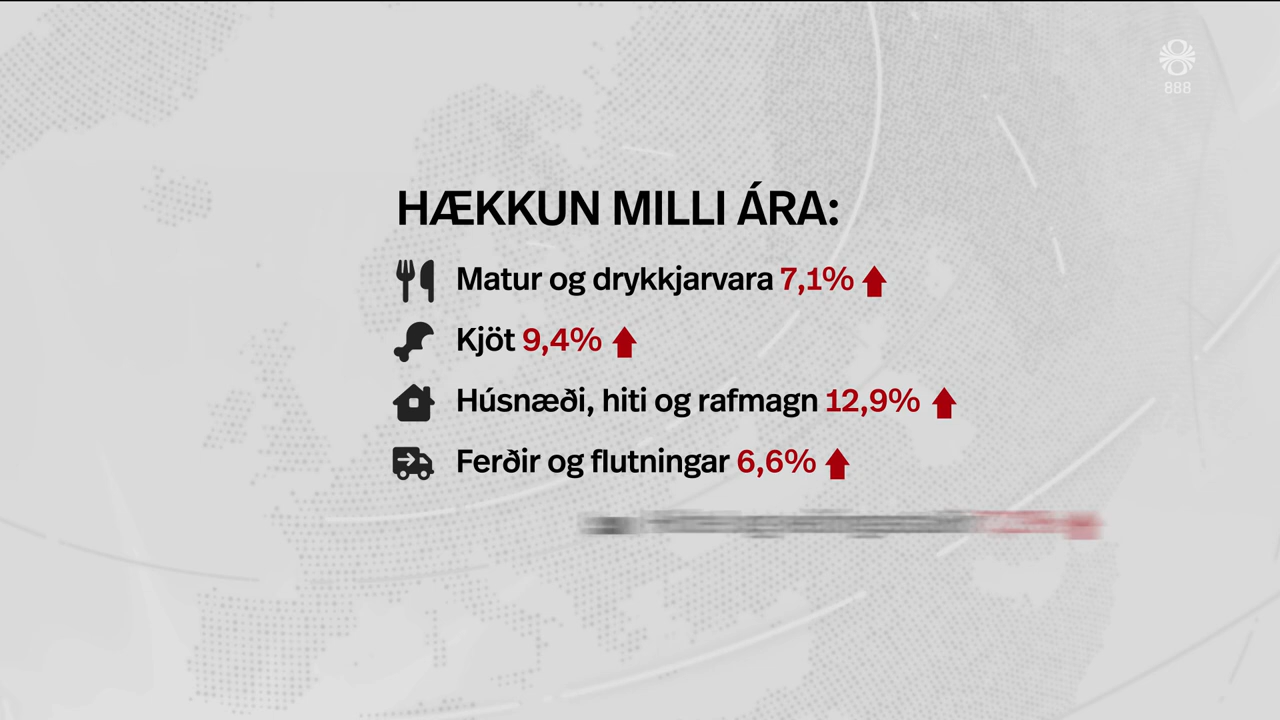 888
HÆKKUN MILLI ÁRA:
Matur og drykkjarvara 7,1%
Kjöt 9,4%
Húsnæði, hiti og rafmagn 12,9%
Ferðir og flutningar 6,6%